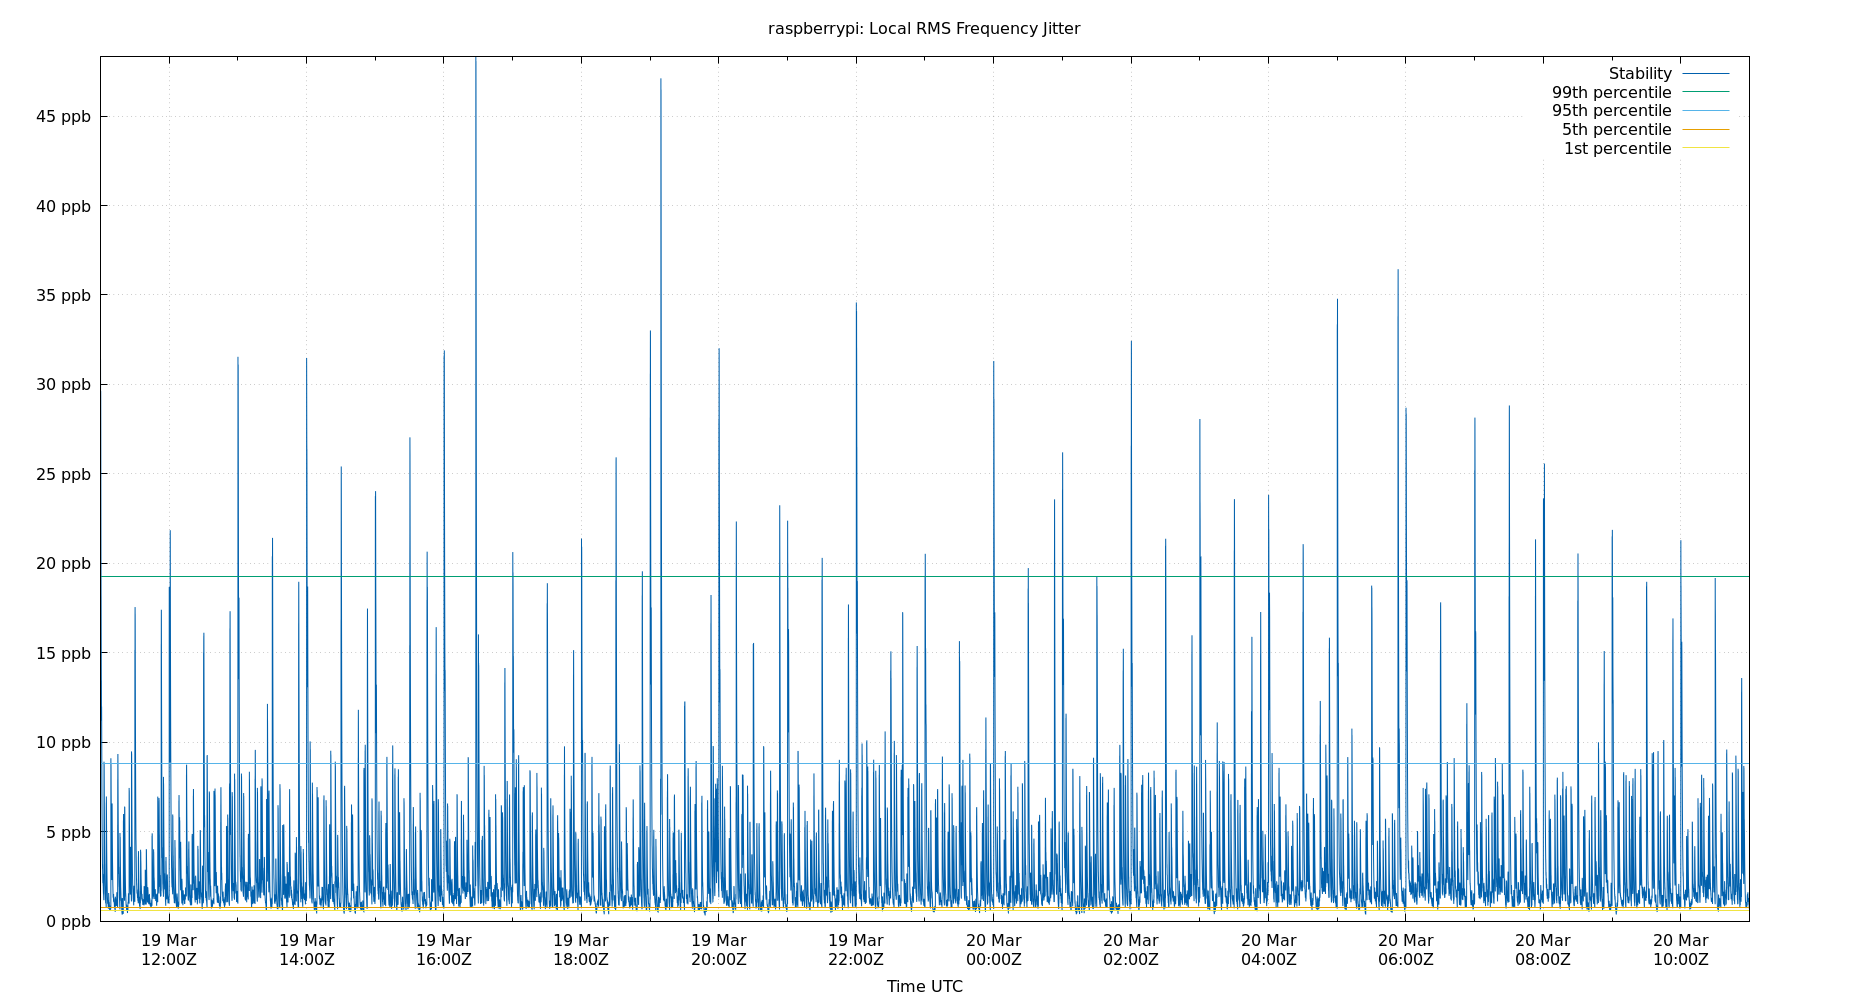 raspberrypi: Local RMS Frequency Jitter
Stability
99th percentile
95th percentile
5th percentile
1st percentile
45 ppb
40 ppb
35 ppb
30 ppb
25 ppb
20 ppb
15 ppb
10 ppb
5 ppb
0 ppb
19 Mar 19 Mar 19 Mar 19 Mar 19 Mar 19 Mar 20 Mar 20 Mar 20 Mar 20 Mar 20 Mar 20 Mar
12:00Z 14:00Z 16:00Z 18:00Z 20:00Z 22:00Z 00:00Z 02:00Z 04:00Z 06:00Z 08:00Z 10:00Z
Time UTC